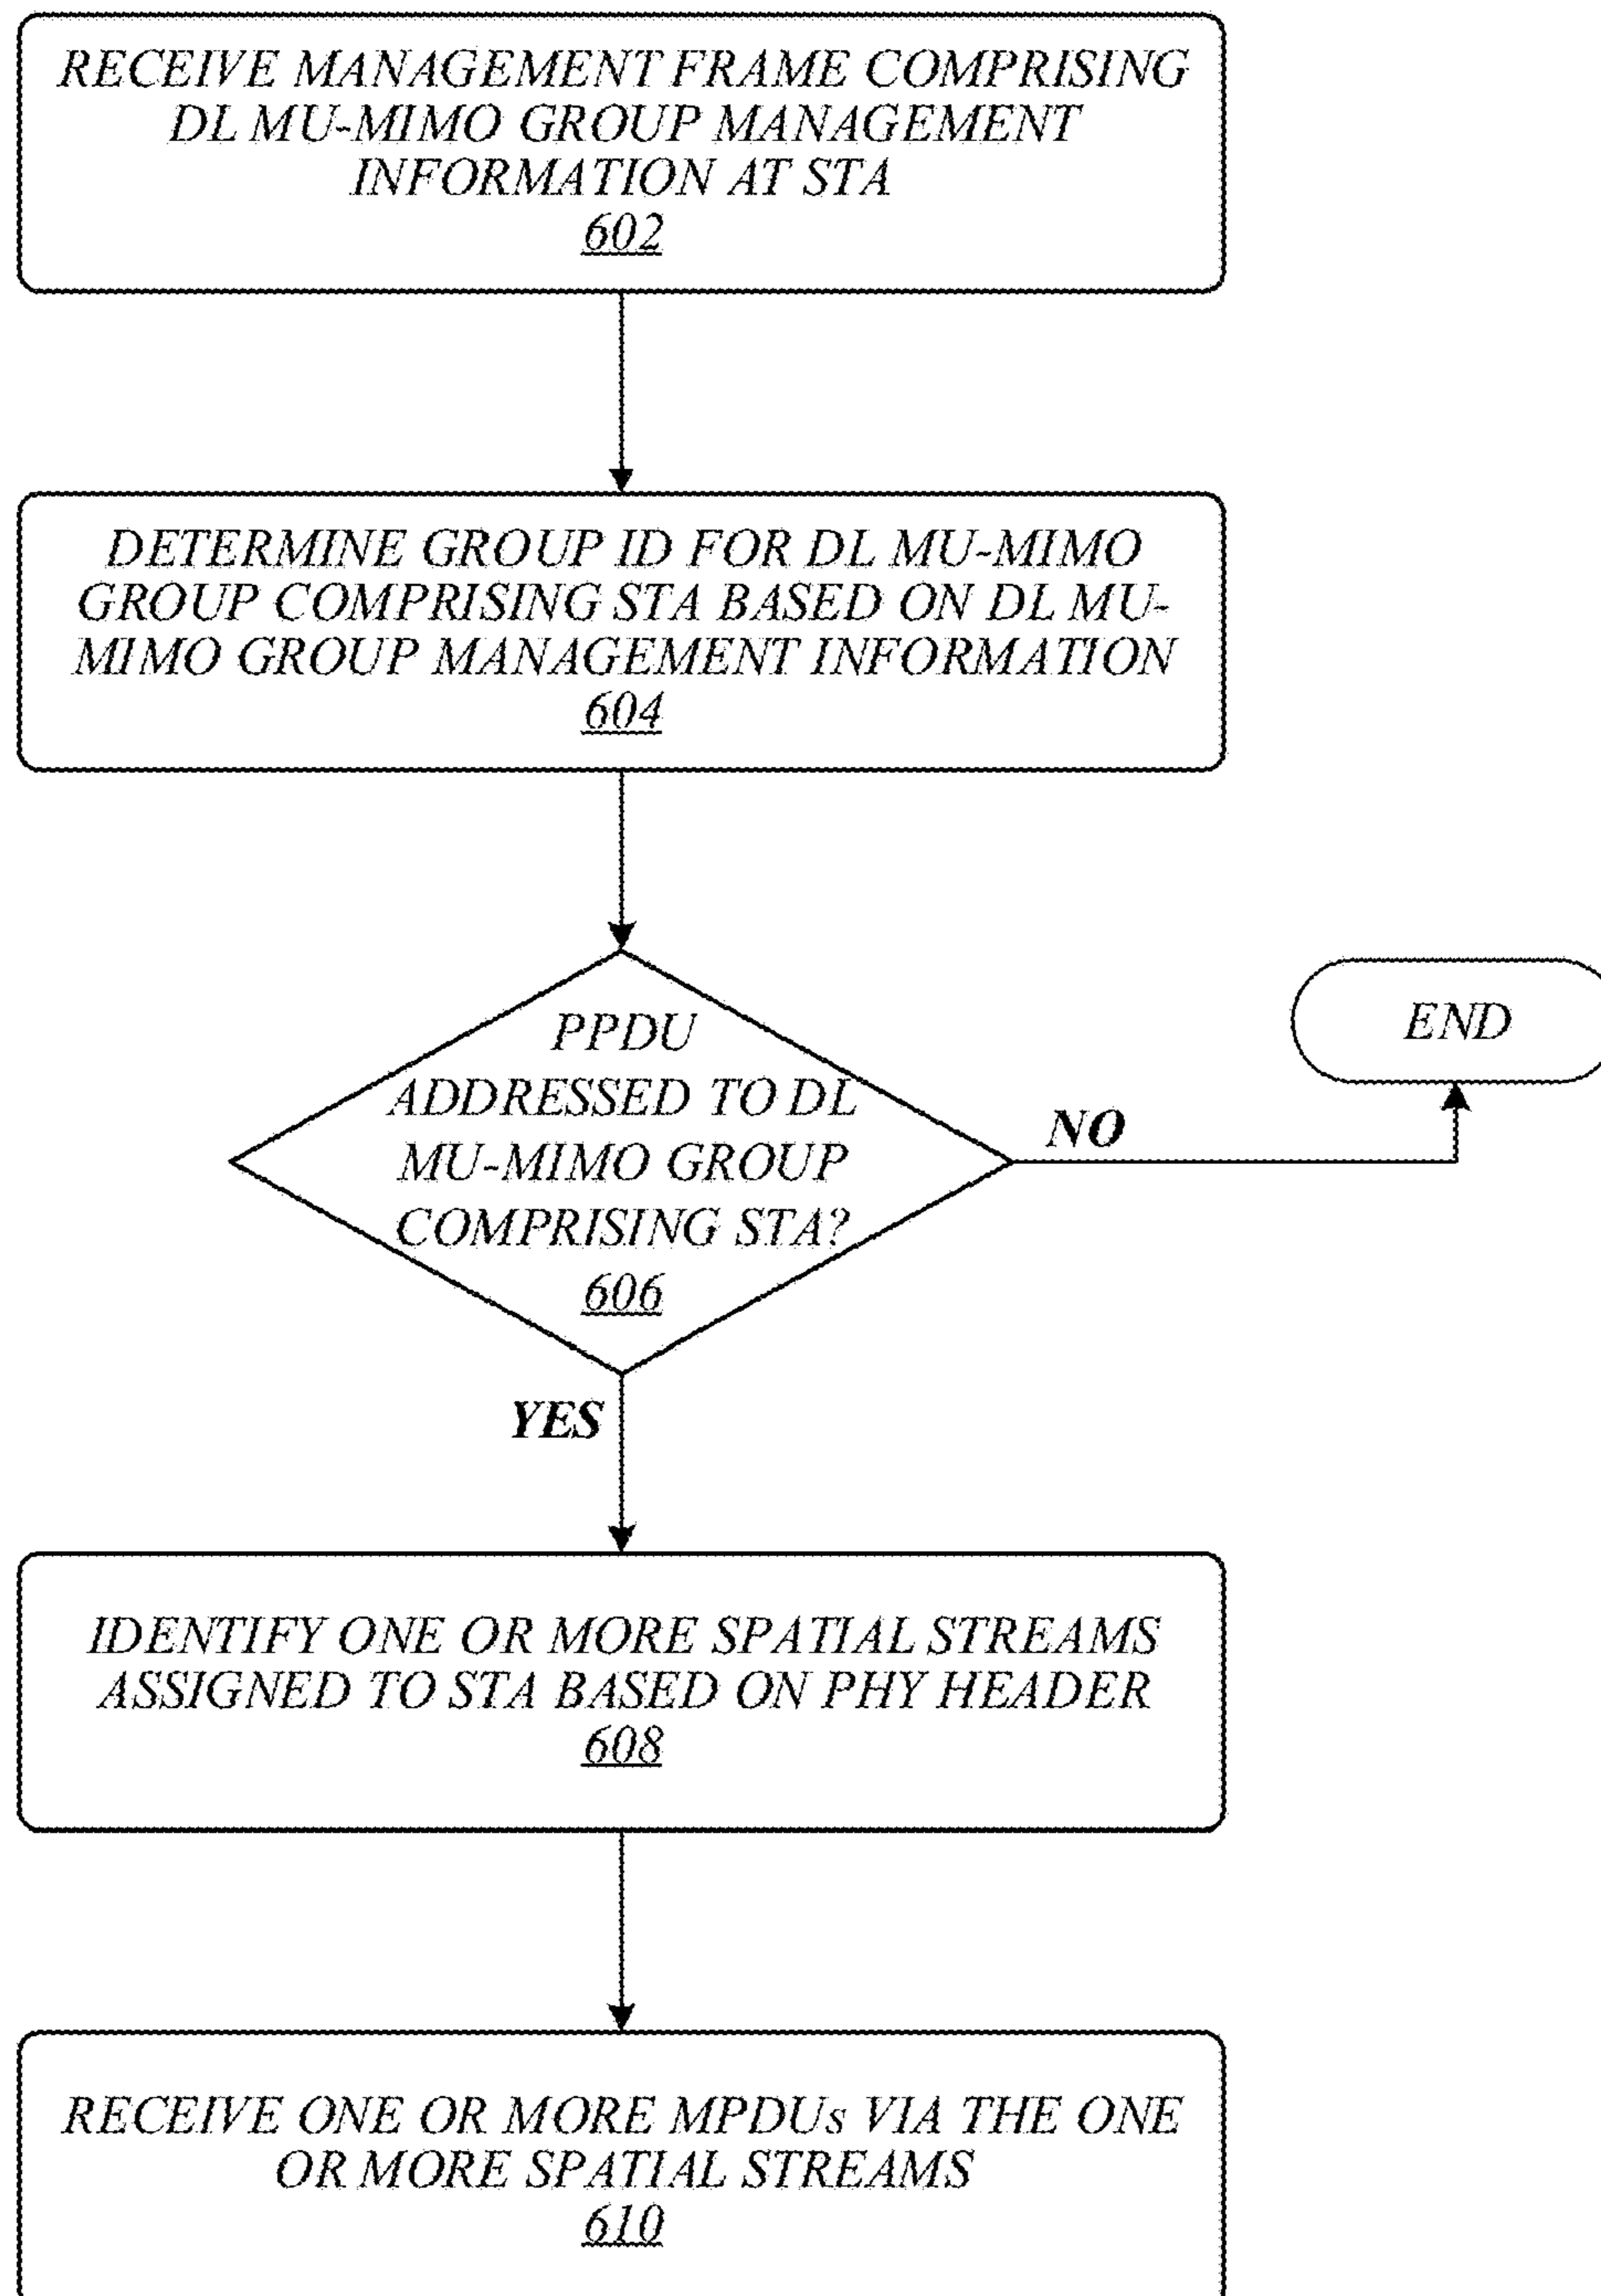 RECEIVE MANAGEMENT FRAME COMPRISING
DL MU-MIMO GROUP MANAGEMENT
INFORMATION AT STA
602
DETERMINE GROUP ID FOR DL MU-MIMO
GROUP COMPRISING STA BASED ON DL MU-
MIMO GROUP MANAGEMENT INFORMATION
604
PPDU
ADDRESSED TO DL
MU-MIMO GROUP
COMPRISING STA?
606
NO
END
YES
IDENTIFY ONE OR MORE SPATIAL STREAMS
ASSIGNED TO STA BASED ON PHY HEADER
608
RECEIVE ONE OR MORE MPDUs VIA THE ONE
OR MORE SPATIAL STREAMS
610